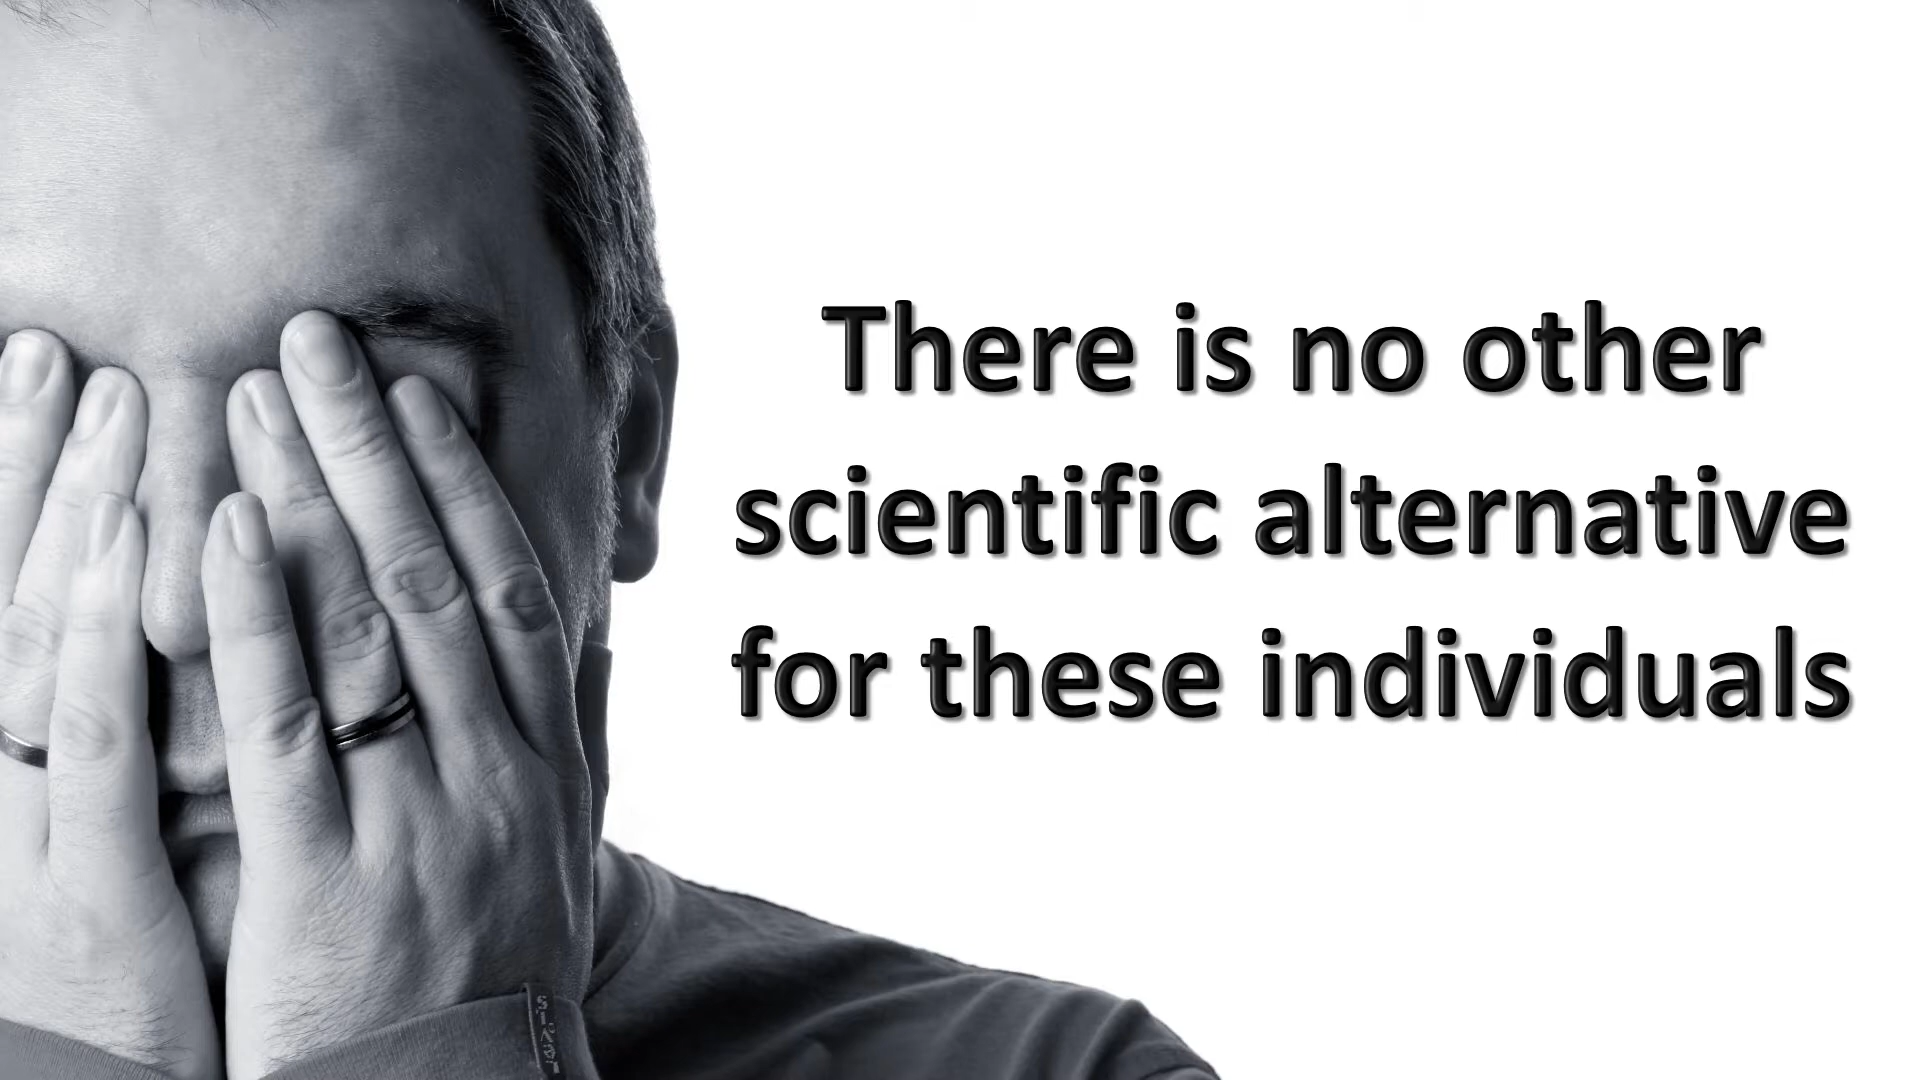 There is no other
scientific alternative
for these individuals